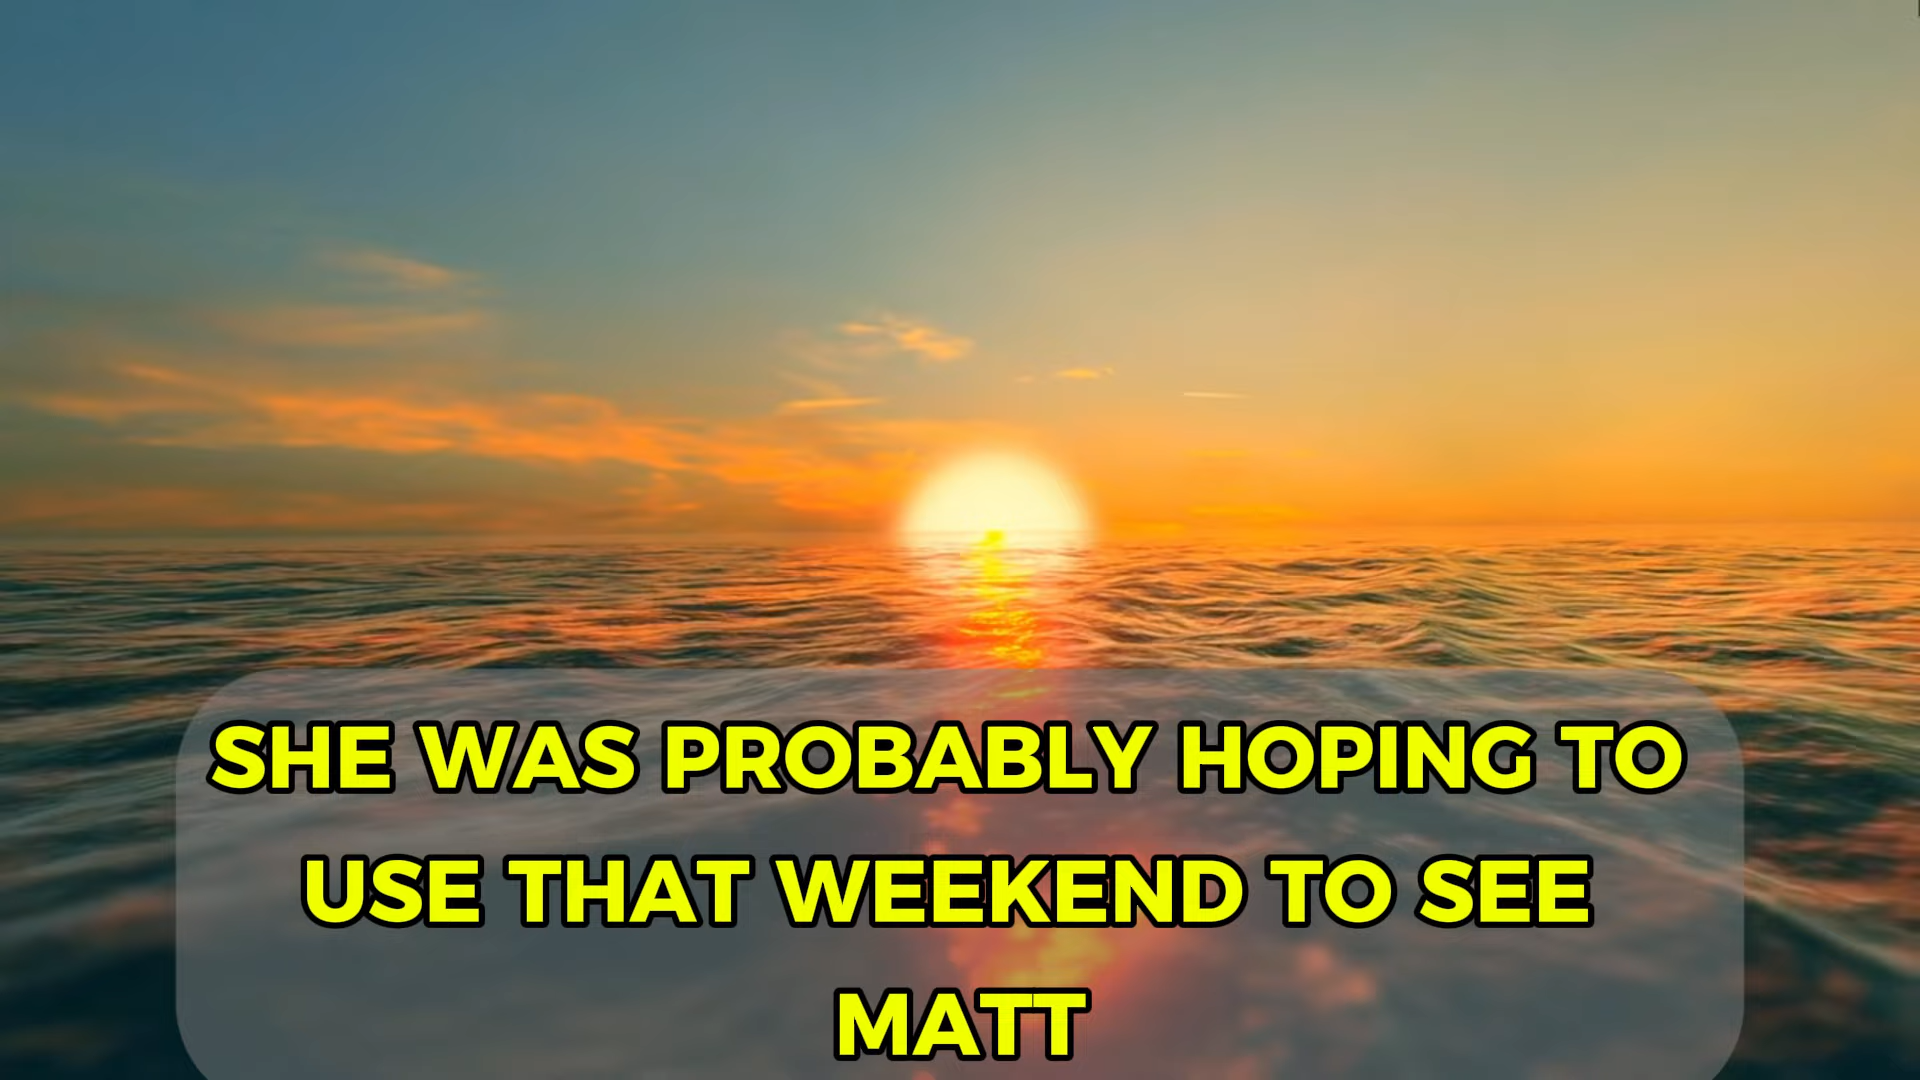 SHE WAS PROBABLY HOPING TO
USE THAT WEEKEND TO SEE
MATT